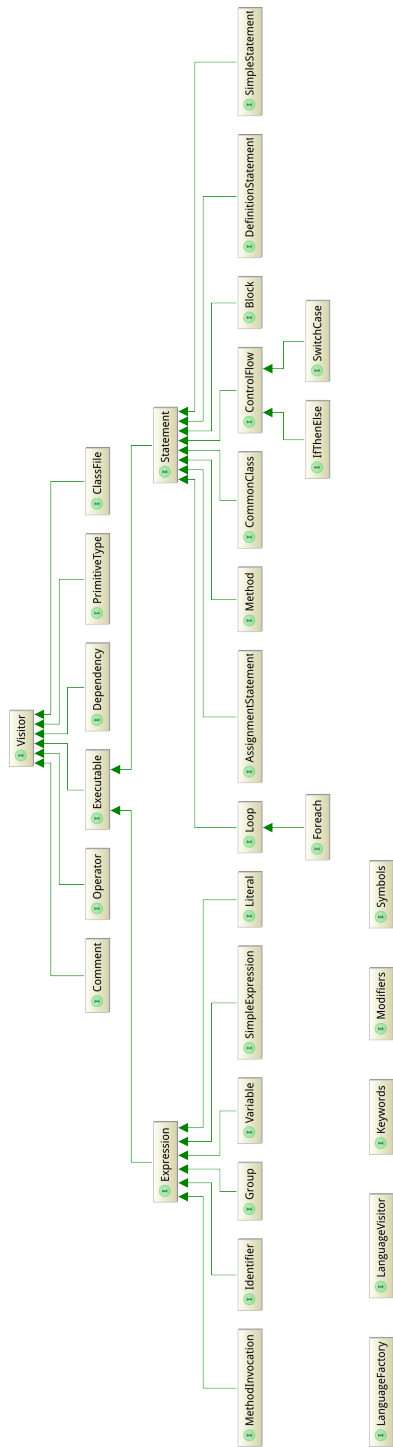 I Visitor
I Comment
I Operator
I Executable
I Dependency
I PrimitiveType
I ClassFile
I Expression
I Statement
I MethodInvocation
I Identifier
I Group
I Variable
I SimpleExpression
I Literal
I Loop
I AssignmentStatement
I Method
I CommonClass
I ControlFlow
I Block
I DefinitionStatement
I SimpleStatement
I Foreach
I IfThenElse
I SwitchCase
I LanguageFactory
I LanguageVisitor
I Keywords
I Modifiers
I Symbols